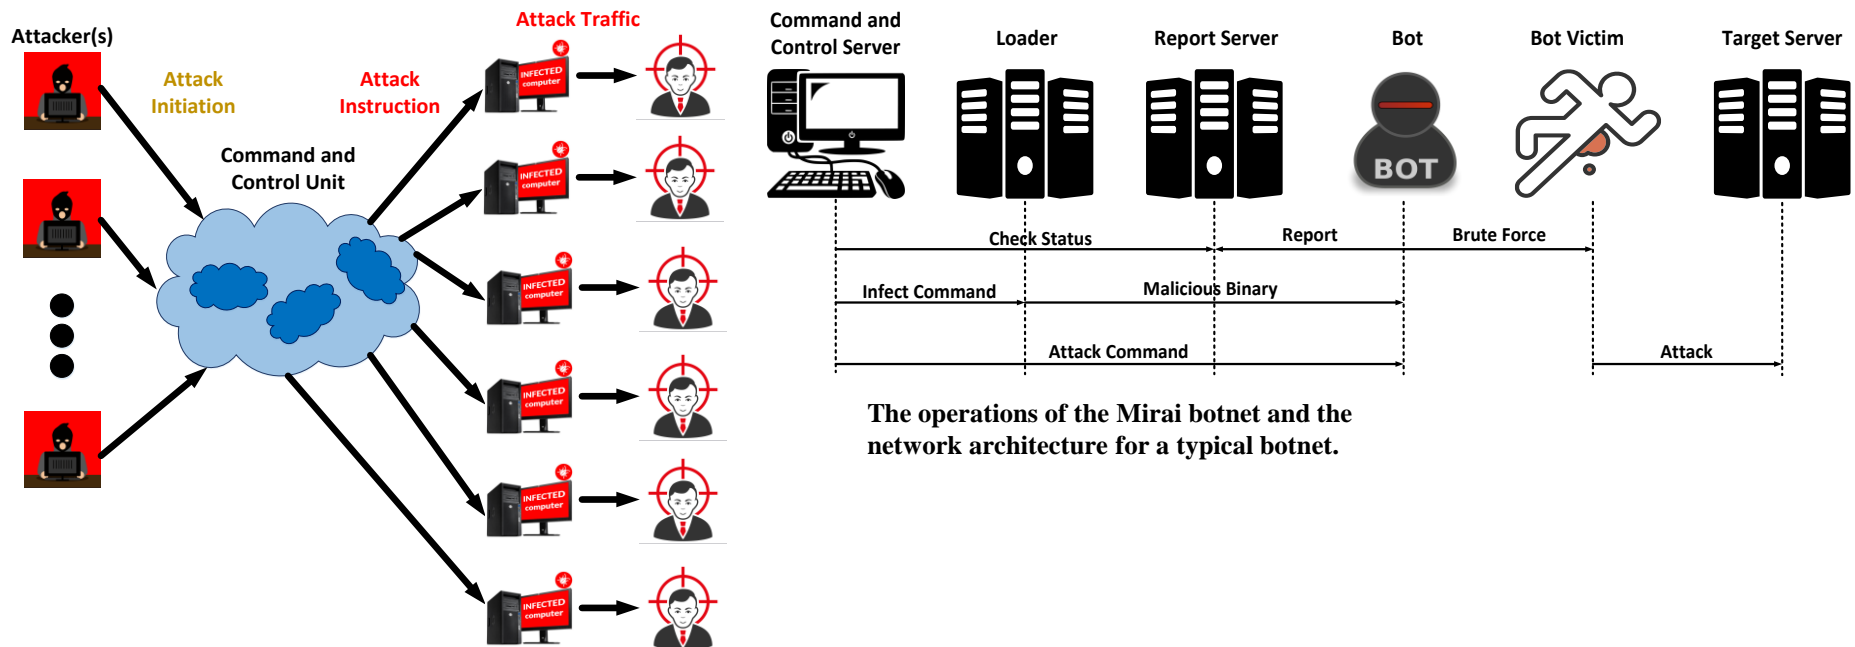 Attacker(s)
Attack
Initiation
Attack
Instruction
Attack Traffic
Command and
Control Unit
INFECTED
computer
INFECTED
computer
INFECTED
computer
INFECTED
computer
INFECTED
computer
INFECTED
computer
Command and
Control Server
Loader
Report Server
Bot
Bot Victim
Target Server
BOT
Check Status
Report
Brute Force
Infect Command
Malicious Binary
Attack Command
Attack
The operations of the Mirai botnet and the
network architecture for a typical botnet.